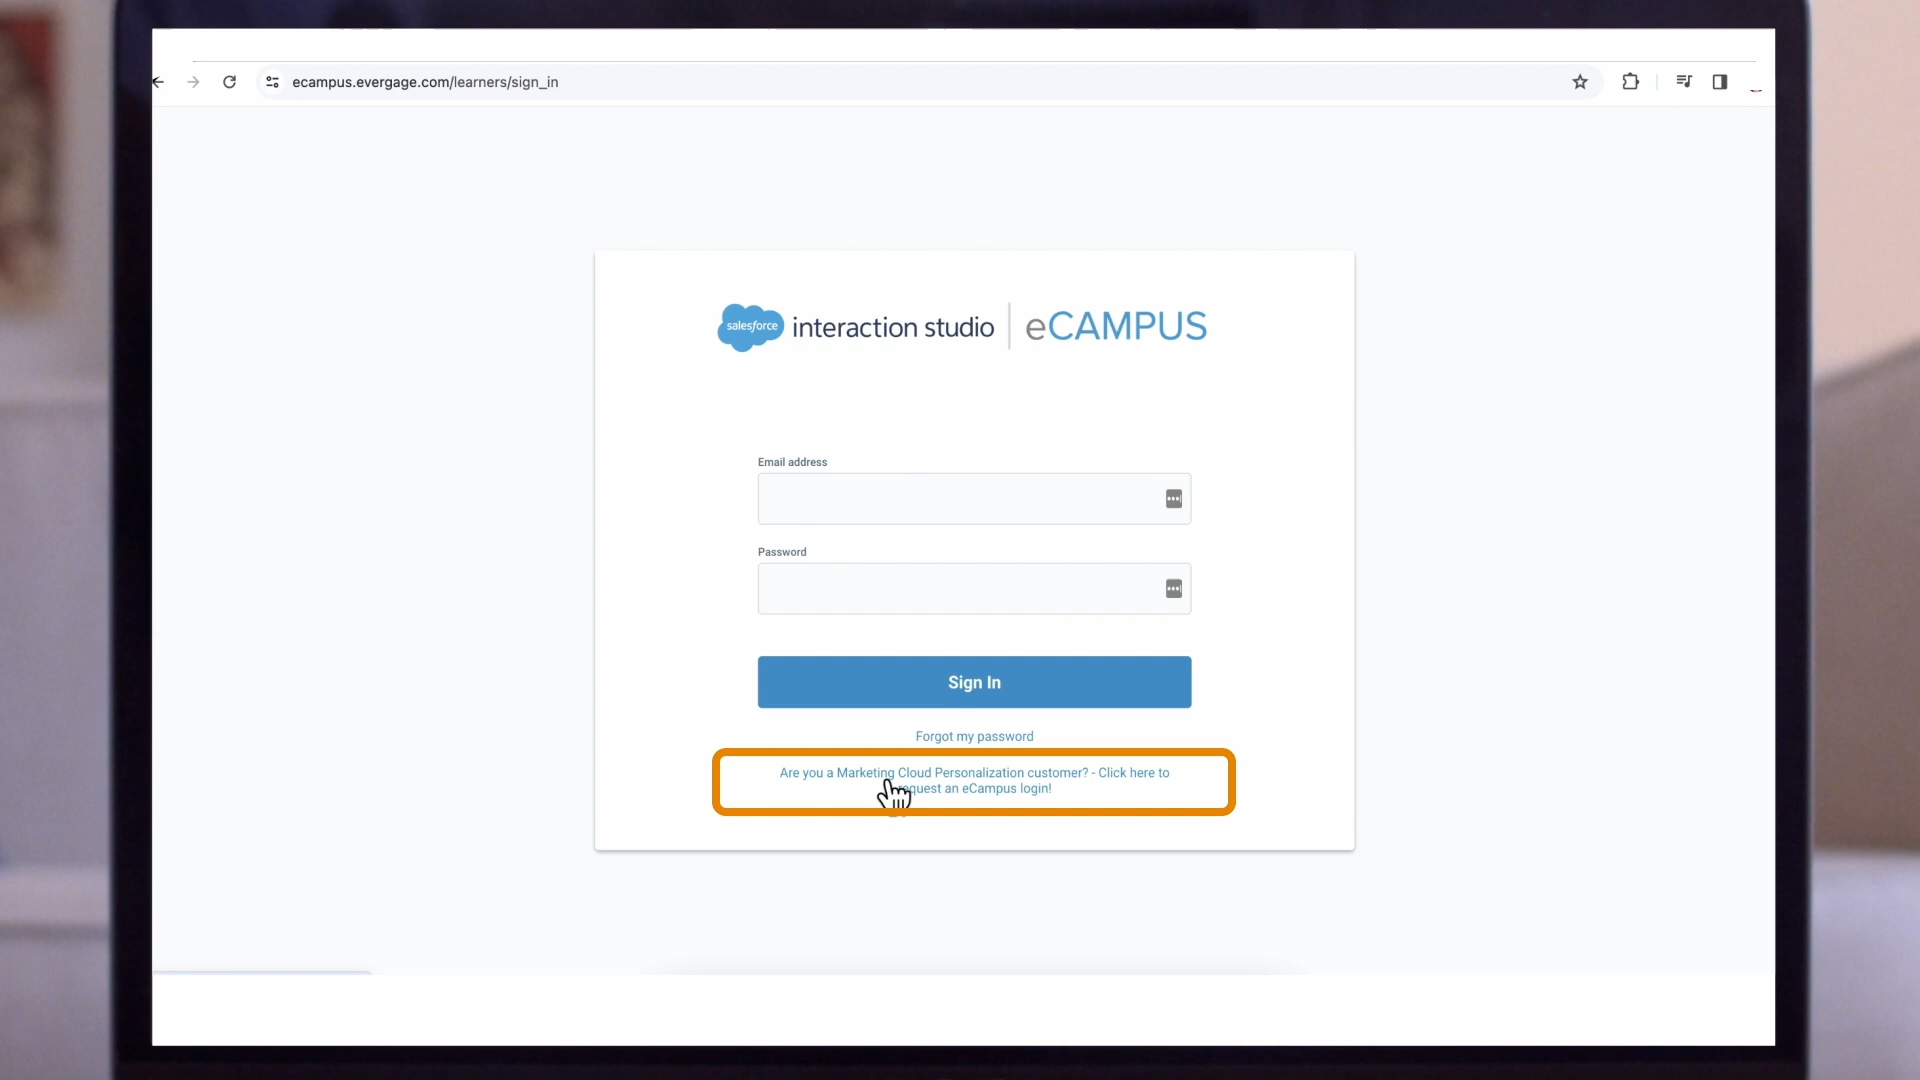 ecampus.evergage.com/learners/sign_in
salesforce interaction studio eCAMPUS
Email address
Password
Sign In
Forgot my password
Are you a Marketing Cloud Personalization customer? - Click here to
request an eCampus login!